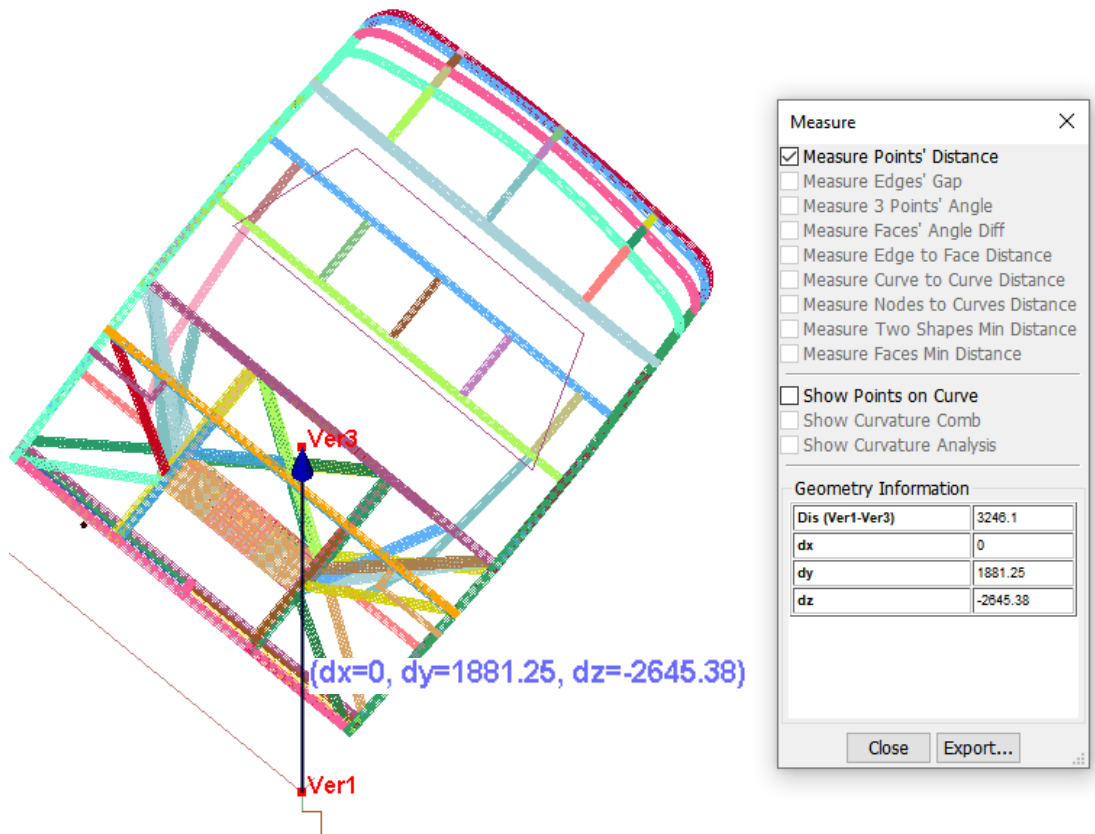 Ver3
(dx=0, dy=1881.25, dz=-2645.38)
Ver1
Measure
Measure Points' Distance
Measure Edges' Gap
Measure 3 Points' Angle
Measure Faces' Angle Diff
Measure Edge to Face Distance
Measure Curve to Curve Distance
Measure Nodes to Curves Distance
Measure Two Shapes Min Distance
Measure Faces Min Distance
Show Points on Curve
Show Curvature Comb
Show Curvature Analysis
Geometry Information
Dis (Ver1-Ver3) 3246.1
dx 0
dy 1881.25
dz -2645.38
Close Export...